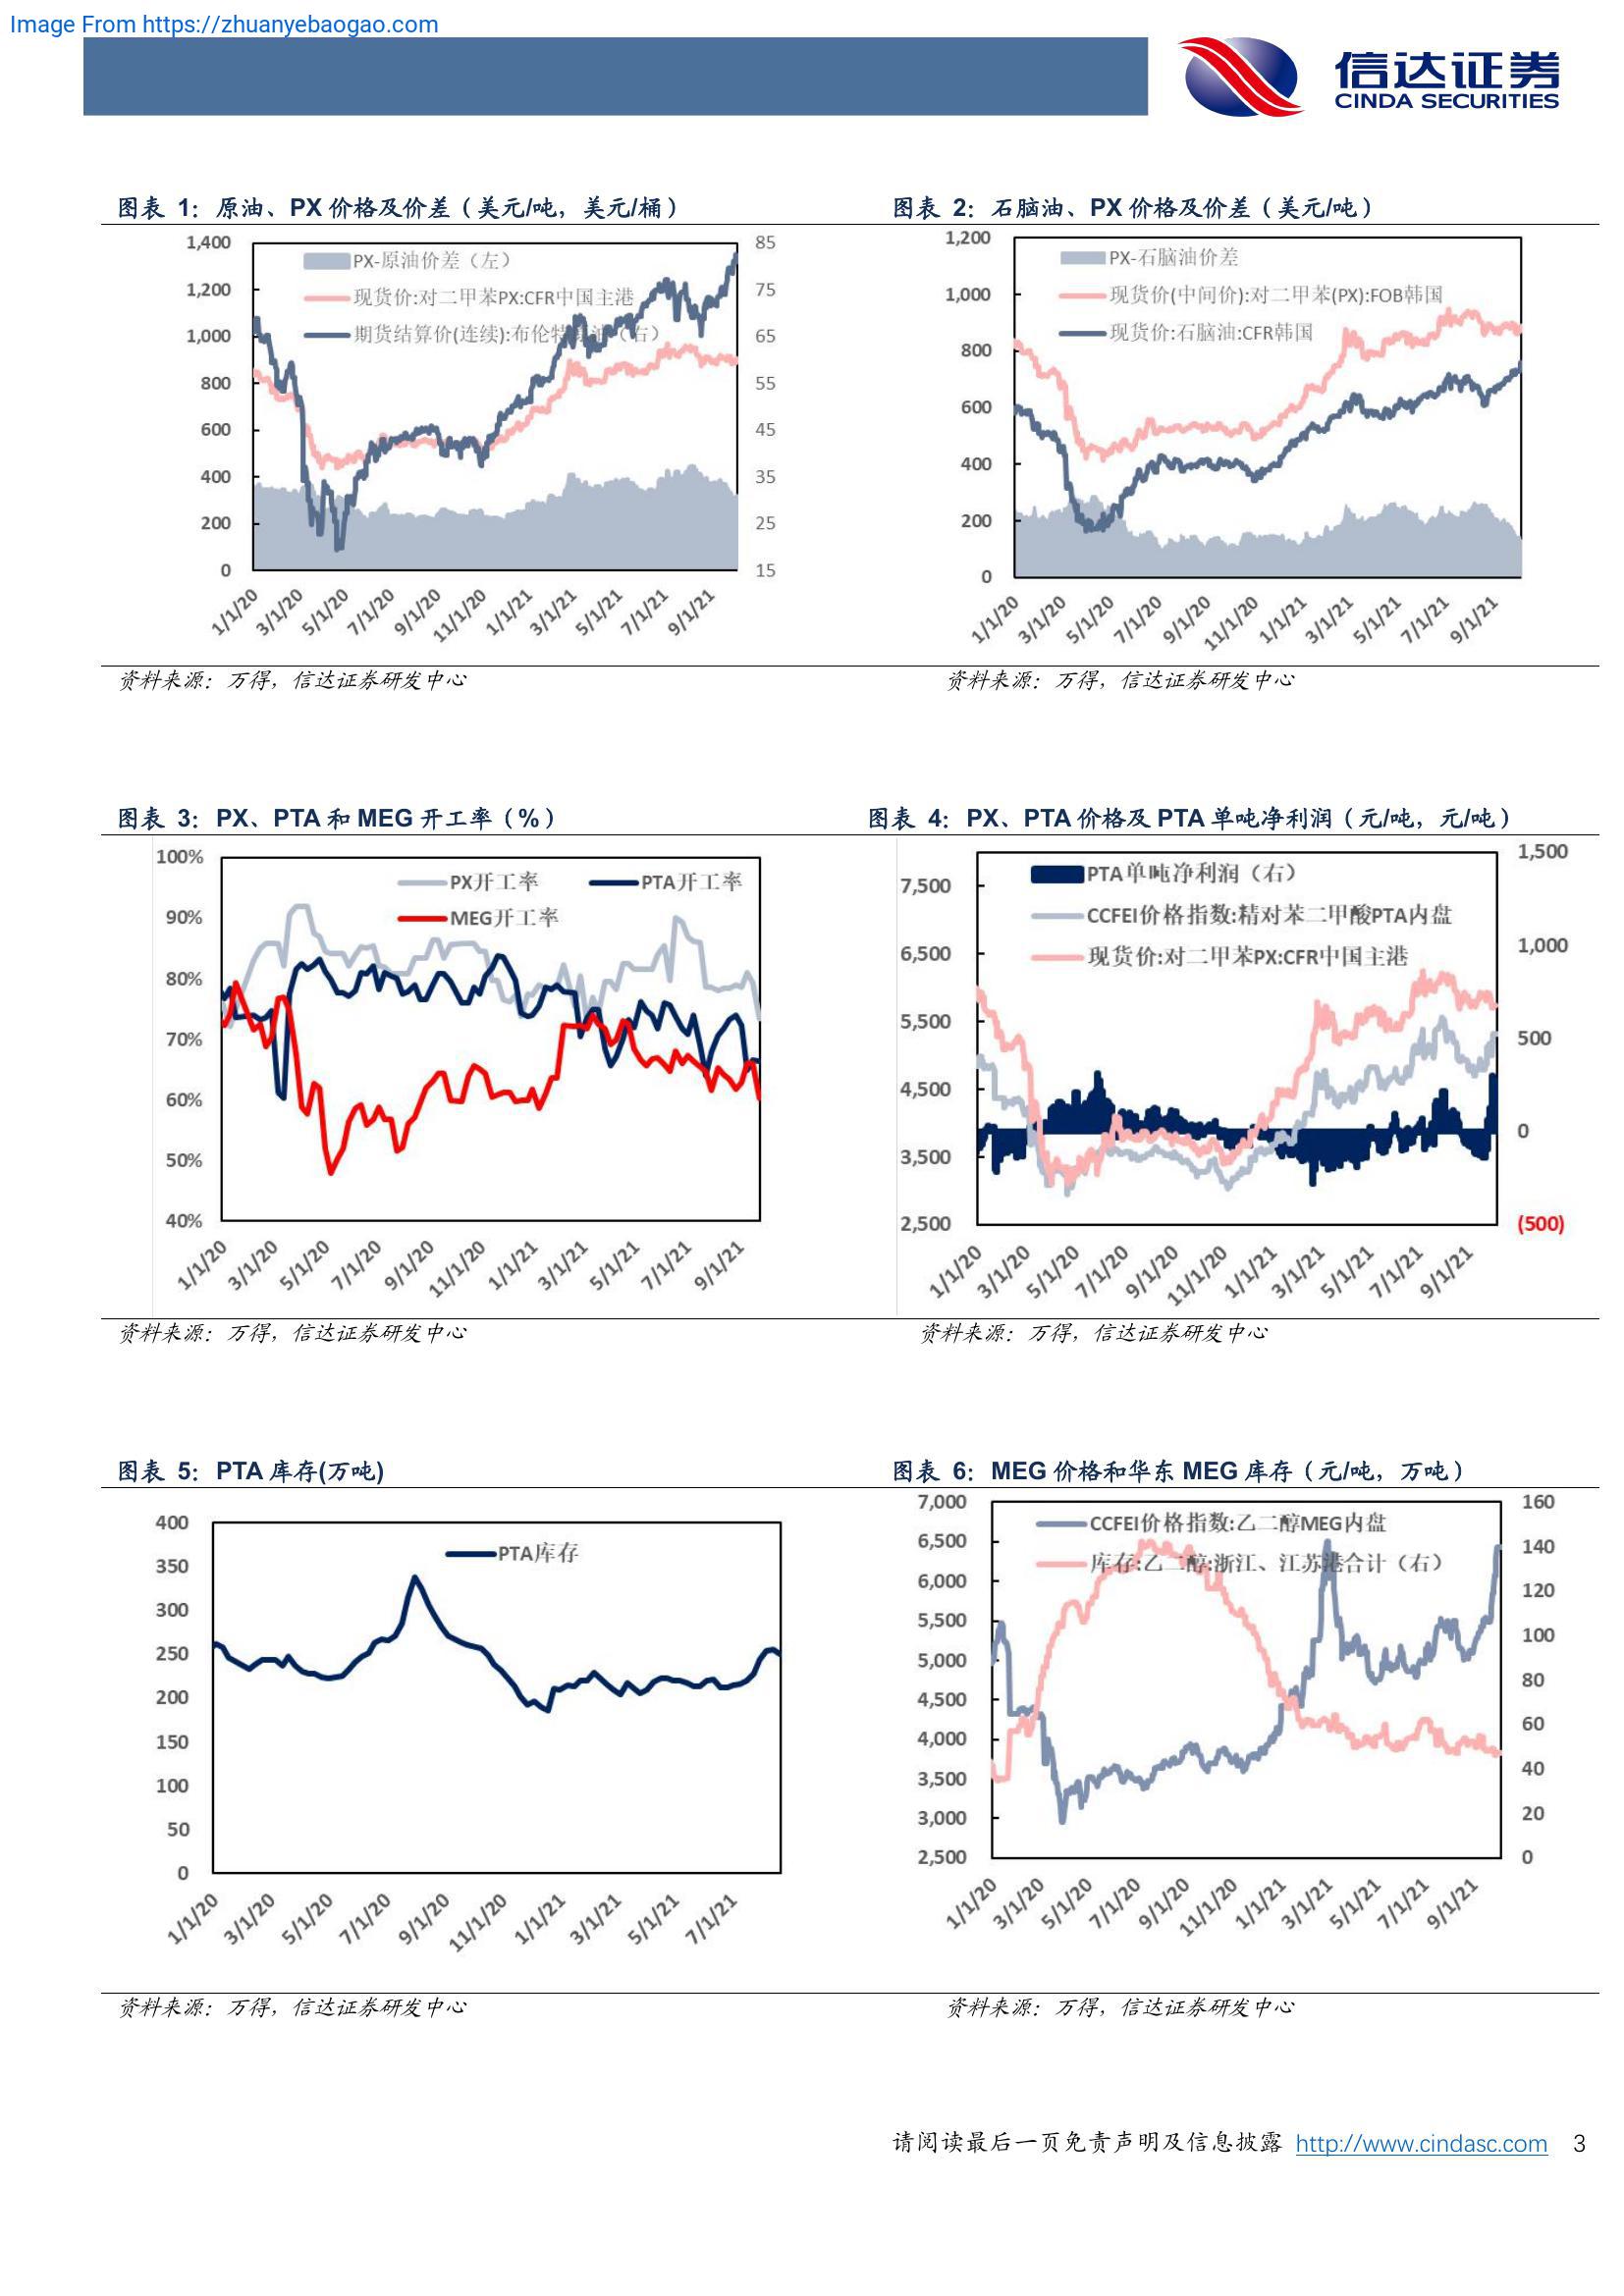 Image From https://zhuanyebaogao.com
信达证券
CINDA SECURITIES
图表 1：原油、PX 价格及价差（美元/吨，美元/桶）
1,400
1,200
1,000
800
600
400
200
0
PX-原油价差（左）
现货价:对二甲苯PX:CFR中国主港
期货结算价(连续):布伦特原油（右）
85
75
65
55
45
35
25
15
1/1/20 3/1/20 5/1/20 7/1/20 9/1/20 11/1/20 1/1/21 3/1/21 5/1/21 7/1/21 9/1/21
资料来源：万得，信达证券研发中心
图表 2：石脑油、PX 价格及价差（美元/吨）
1,200
1,000
800
600
400
200
0
PX-石脑油价差
现货价(中间价):对二甲苯(PX):FOB韩国
现货价:石脑油:CFR韩国
1/1/20 3/1/20 5/1/20 7/1/20 9/1/20 11/1/20 1/1/21 3/1/21 5/1/21 7/1/21 9/1/21
资料来源：万得，信达证券研发中心
图表 3：PX、PTA 和 MEG 开工率（%）
100%
90%
80%
70%
60%
50%
40%
PX开工率 PTA开工率
MEG开工率
1/1/20 3/1/20 5/1/20 7/1/20 9/1/20 11/1/20 1/1/21 3/1/21 5/1/21 7/1/21 9/1/21
资料来源：万得，信达证券研发中心
图表 4：PX、PTA 价格及 PTA 单吨净利润（元/吨，元/吨）
7,500
6,500
5,500
4,500
3,500
2,500
PTA单吨净利润（右）
CCFEI价格指数:精对苯二甲酸PTA内盘
现货价:对二甲苯PX:CFR中国主港
1,500
1,000
500
0
(500)
1/1/20 3/1/20 5/1/20 7/1/20 9/1/20 11/1/20 1/1/21 3/1/21 5/1/21 7/1/21 9/1/21
资料来源：万得，信达证券研发中心
图表 5：PTA 库存(万吨)
400
350
300
250
200
150
100
50
0
PTA库存
1/1/20 3/1/20 5/1/20 7/1/20 9/1/20 11/1/20 1/1/21 3/1/21 5/1/21 7/1/21
资料来源：万得，信达证券研发中心
图表 6：MEG 价格和华东 MEG 库存（元/吨，万吨）
7,000
6,500
6,000
5,500
5,000
4,500
4,000
3,500
3,000
2,500
CCFEI价格指数:乙二醇MEG内盘
库存:乙二醇:浙江、江苏港合计（右）
160
140
120
100
80
60
40
20
0
1/1/20 3/1/20 5/1/20 7/1/20 9/1/20 11/1/20 1/1/21 3/1/21 5/1/21 7/1/21 9/1/21
资料来源：万得，信达证券研发中心
请阅读最后一页免责声明及信息披露 http://www.cindasc.com 3